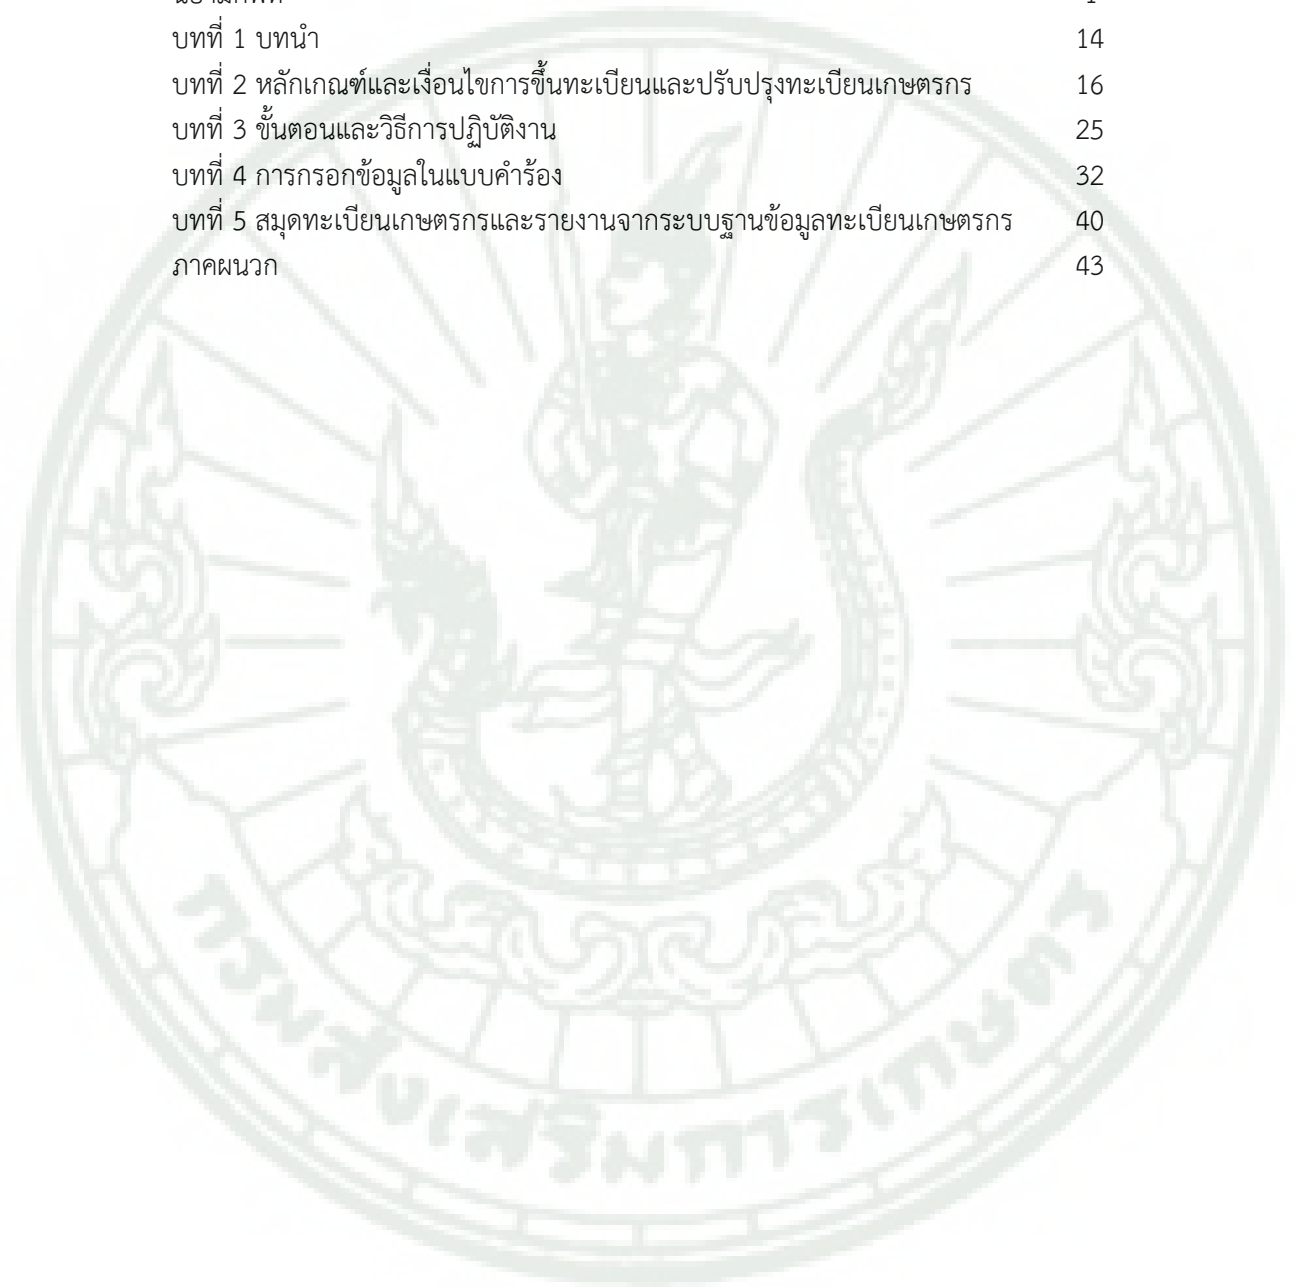 บทที่ 1 บทนำ 14
บทที่ 2 หลักเกณฑ์และเงื่อนไขการขึ้นทะเบียนและปรับปรุงทะเบียนเกษตรกร 16
บทที่ 3 ขั้นตอนและวิธีการปฏิบัติงาน 25
บทที่ 4 การกรอกข้อมูลในแบบคำร้อง 32
บทที่ 5 สมุดทะเบียนเกษตรกรและรายงานจากระบบฐานข้อมูลทะเบียนเกษตรกร 40
ภาคผนวก 43
กรมส่งเสริมการเกษตร